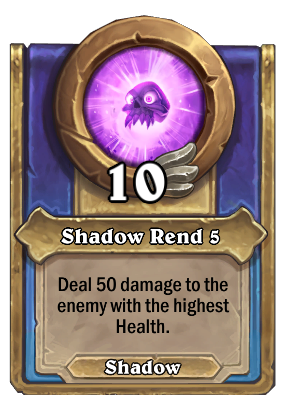 10
Shadow Rend 5
Deal 50 damage to the
enemy with the highest
Health.
Shadow